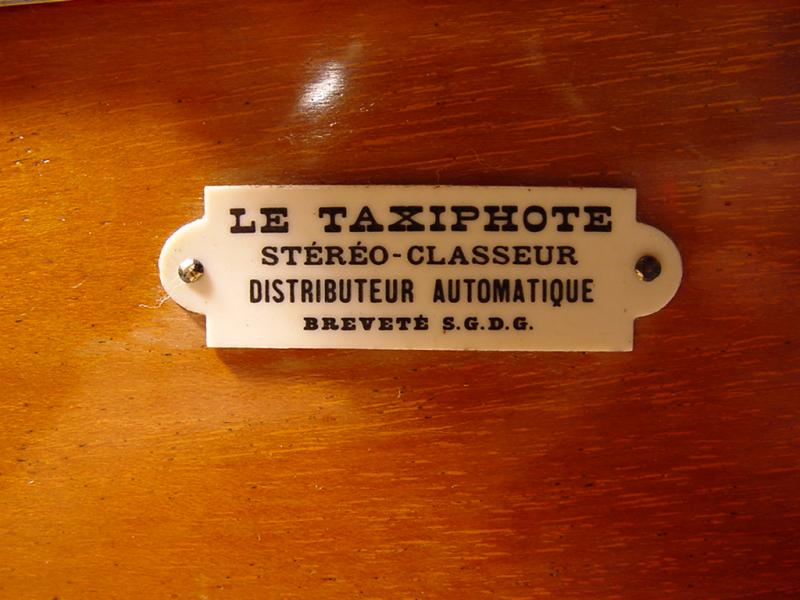 LE TAXIPHOTE
STÉRÉO-CLASSEUR
DISTRIBUTEUR AUTOMATIQUE
BREVETÉ S.G.D.G.